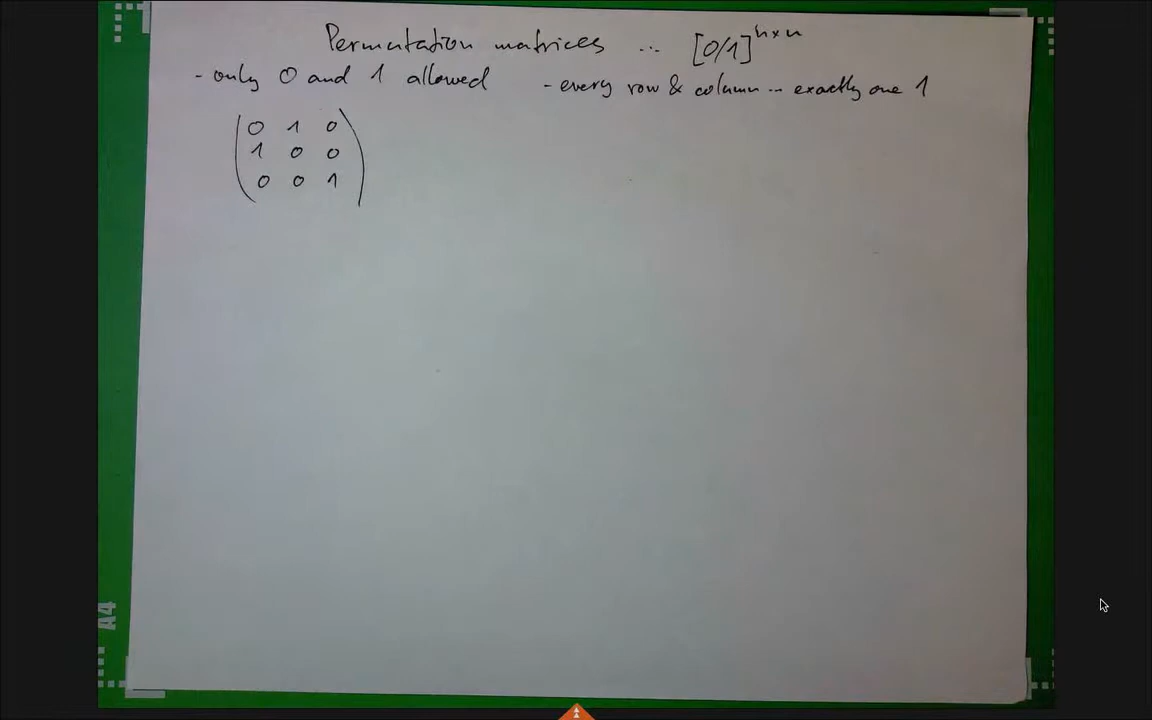 Permutation matrices ... [0/1]^n×n
- only 0 and 1 allowed - every row & column ... exactly one 1
0 1 0
1 0 0
0 0 1
A4